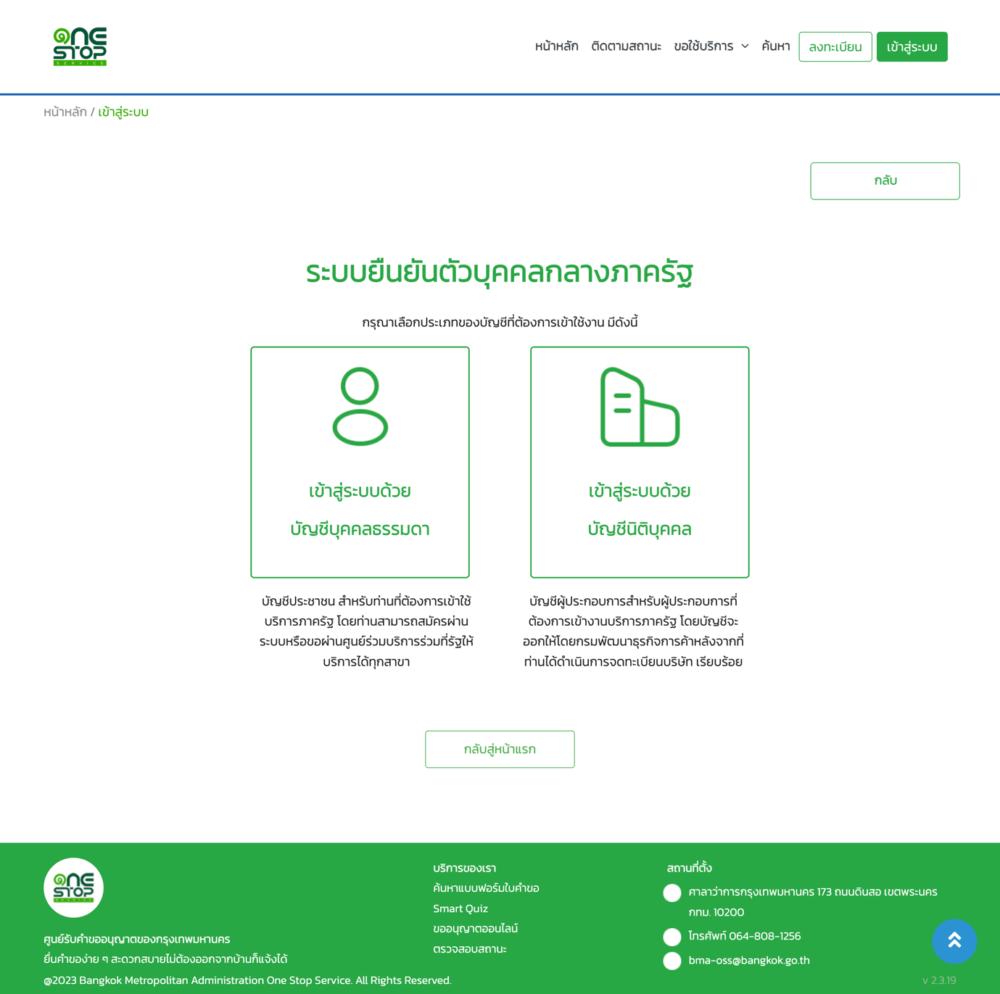 ๑NE
STOP
SERVICE
หน้าหลัก ติดตามสถานะ ขอใช้บริการ ค้นหา ลงทะเบียน เข้าสู่ระบบ
หน้าหลัก / เข้าสู่ระบบ
กลับ
ระบบยืนยันตัวบุคคลกลางภาครัฐ
กรุณาเลือกประเภทของบัญชีที่ต้องการเข้าใช้งาน มีดังนี้
เข้าสู่ระบบด้วย
บัญชีบุคคลธรรมดา
บัญชีประชาชน สำหรับท่านที่ต้องการเข้าใช้
บริการภาครัฐ โดยท่านสามารถสมัครผ่าน
ระบบหรือขอผ่านศูนย์ร่วมบริการร่วมที่รัฐให้
บริการได้ทุกสาขา
เข้าสู่ระบบด้วย
บัญชีนิติบุคคล
บัญชีผู้ประกอบการสำหรับผู้ประกอบการที่
ต้องการเข้างานบริการภาครัฐ โดยบัญชีจะ
ออกให้โดยกรมพัฒนาธุรกิจการค้าหลังจากที่
ท่านได้ดำเนินการจดทะเบียนบริษัท เรียบร้อย
กลับสู่หน้าแรก
๑NE
STOP
SERVICE
ศูนย์รับคำขออนุญาตของกรุงเทพมหานคร
ยื่นคำของ่าย ๆ สะดวกสบายไม่ต้องออกจากบ้านก็แจ้งได้
@2023 Bangkok Metropolitan Administration One Stop Service. All Rights Reserved.
บริการของเรา
ค้นหาแบบฟอร์มใบคำขอ
Smart Quiz
ขออนุญาตออนไลน์
ตรวจสอบสถานะ
สถานที่ตั้ง
ศาลาว่าการกรุงเทพมหานคร 173 ถนนดินสอ เขตพระนคร
กทม. 10200
โทรศัพท์ 064-808-1256
bma-oss@bangkok.go.th
v 2.3.19